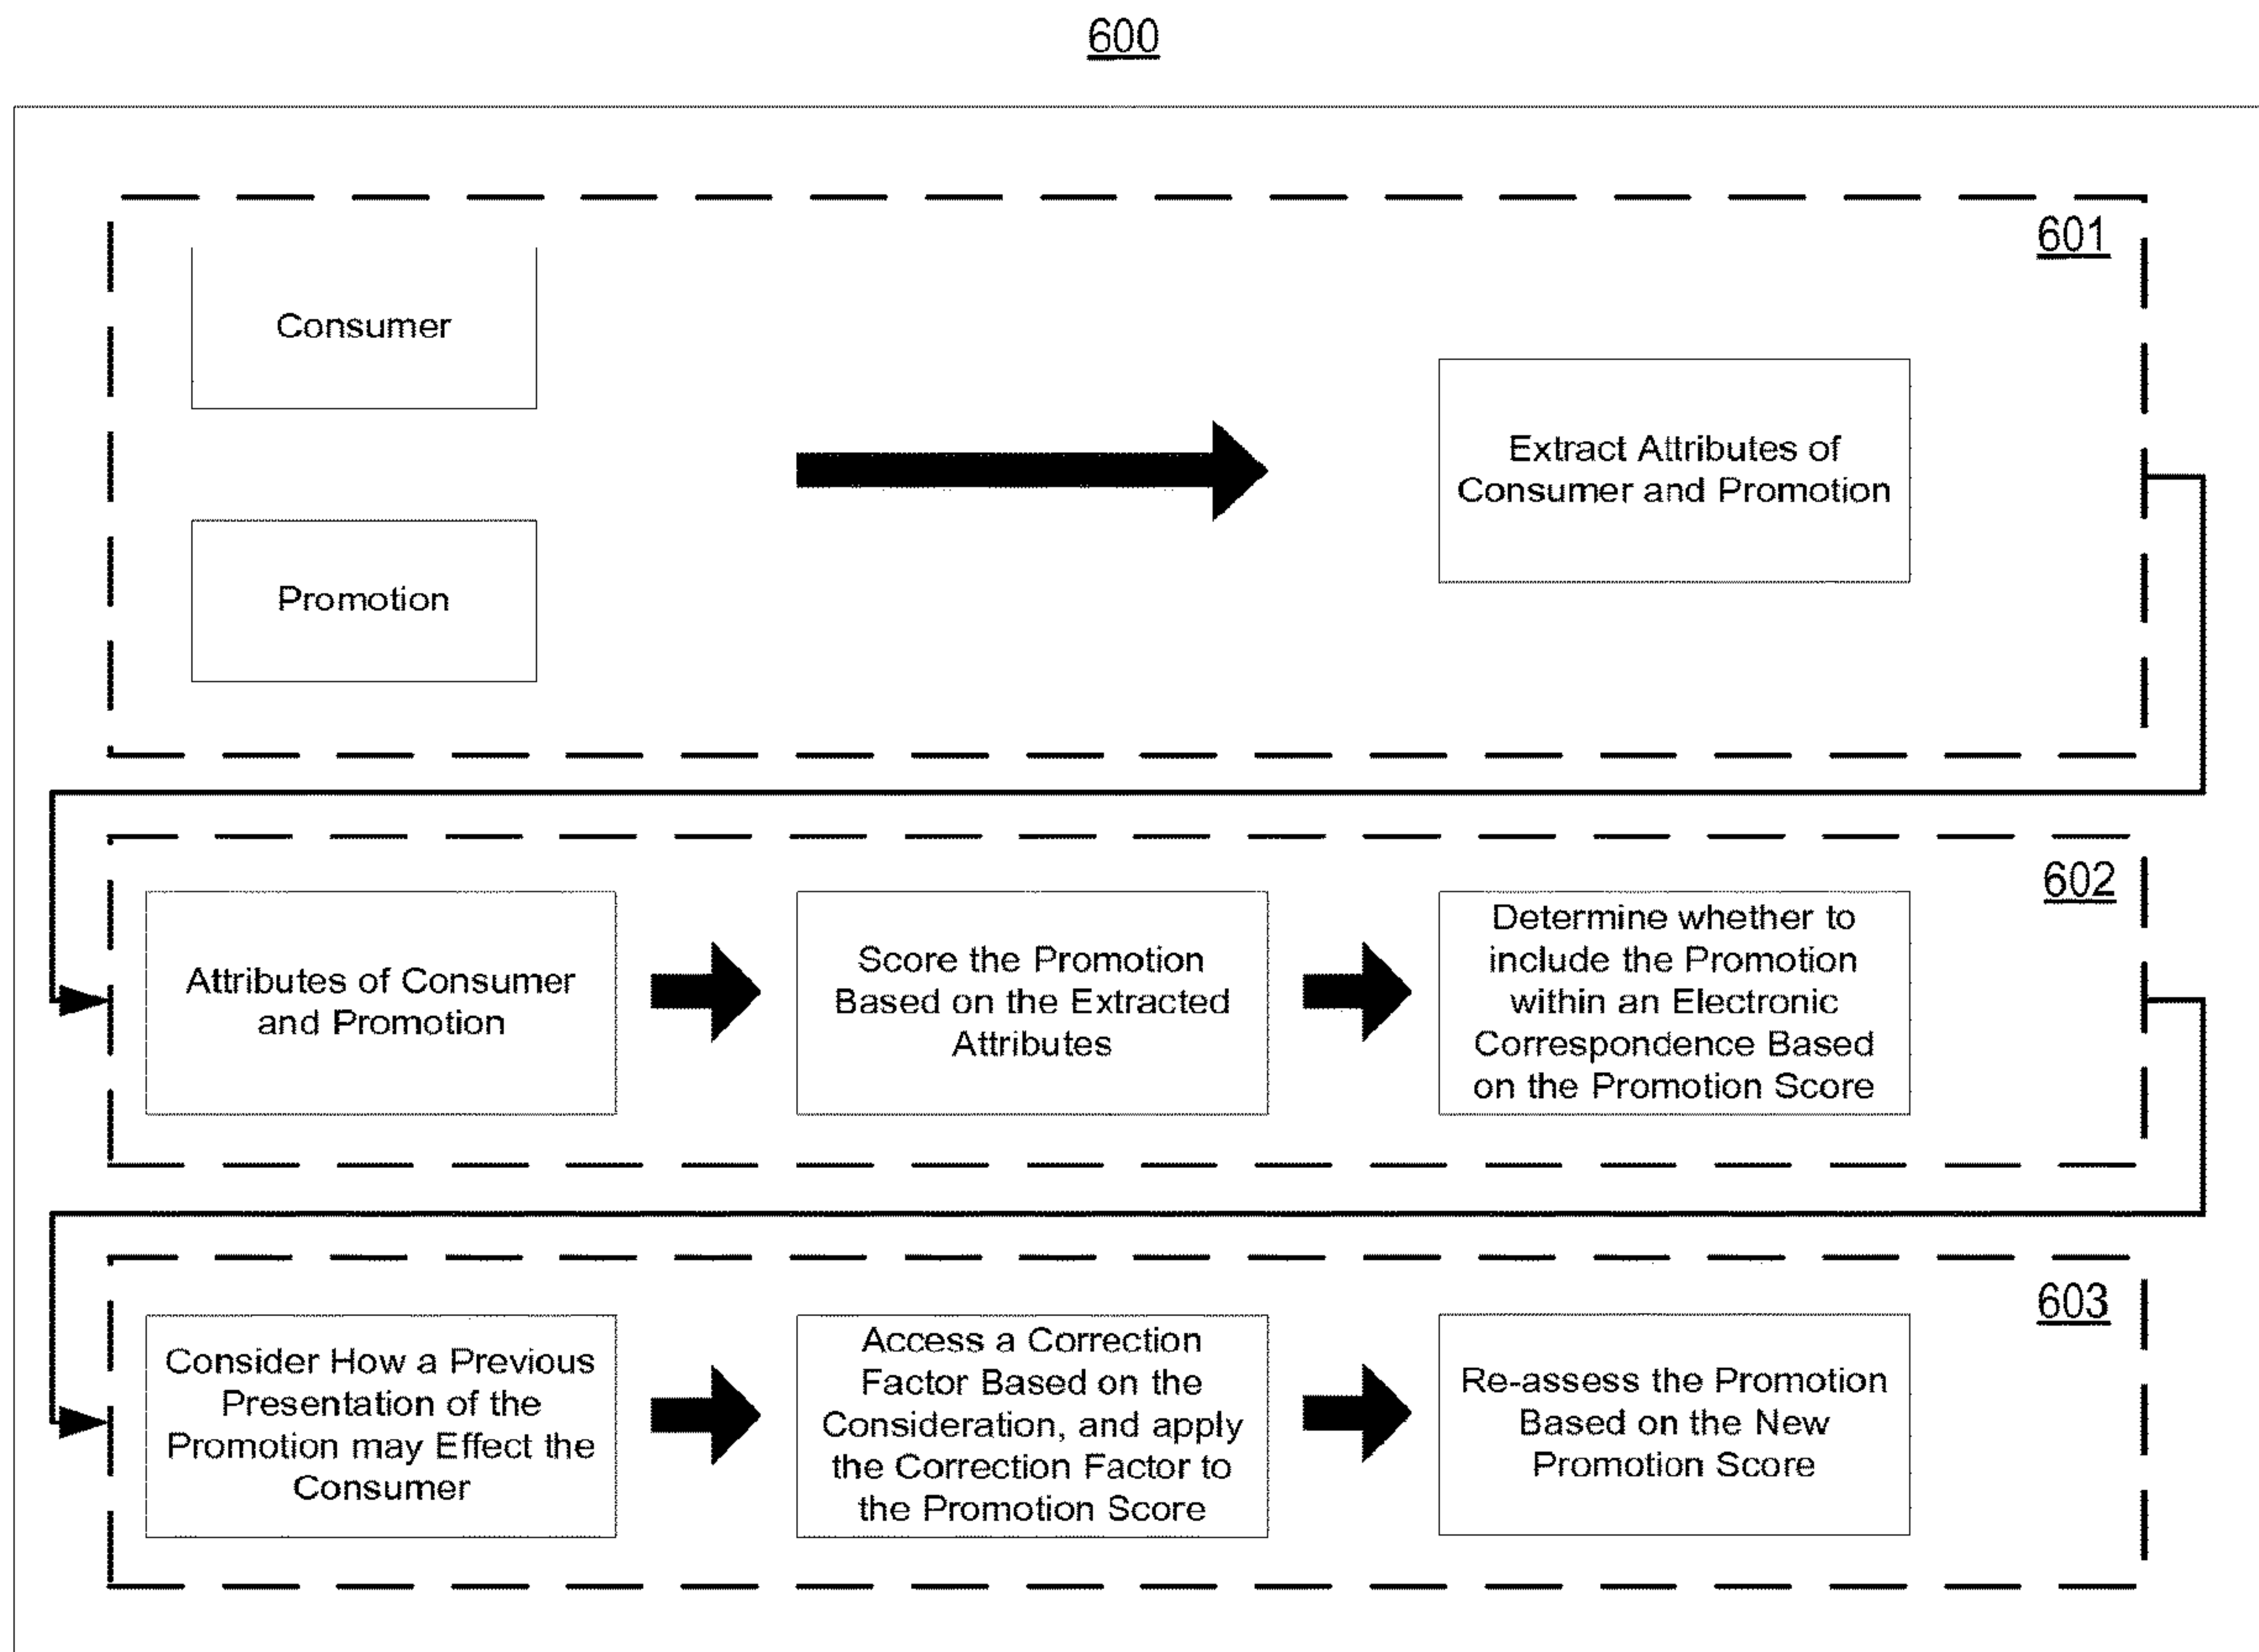 600
601
Consumer
Extract Attributes of
Consumer and Promotion
Promotion
602
Attributes of Consumer
and Promotion
Score the Promotion
Based on the Extracted
Attributes
Determine whether to
include the Promotion
within an Electronic
Correspondence Based
on the Promotion Score
603
Consider How a Previous
Presentation of the
Promotion may Effect the
Consumer
Access a Correction
Factor Based on the
Consideration, and apply
the Correction Factor to
the Promotion Score
Re-assess the Promotion
Based on the New
Promotion Score